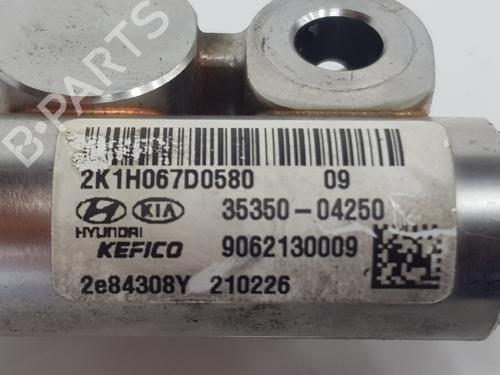 B-PARTS
2K1H067D0580 09
KIA 35350-04250
HYUNDAI
KEFICO 9062130009
2e84308Y 210226